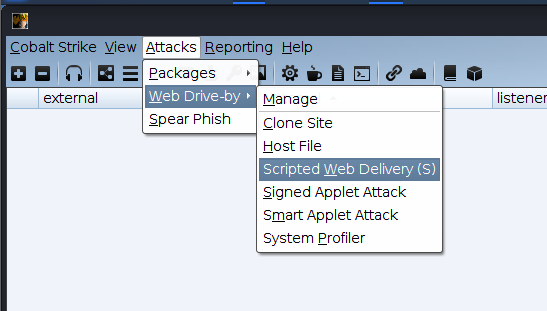 Cobalt Strike View Attacks Reporting Help
Packages
external
Web Drive-by
listener
Manage
Spear Phish
Clone Site
Host File
Scripted Web Delivery (S)
Signed Applet Attack
Smart Applet Attack
System Profiler